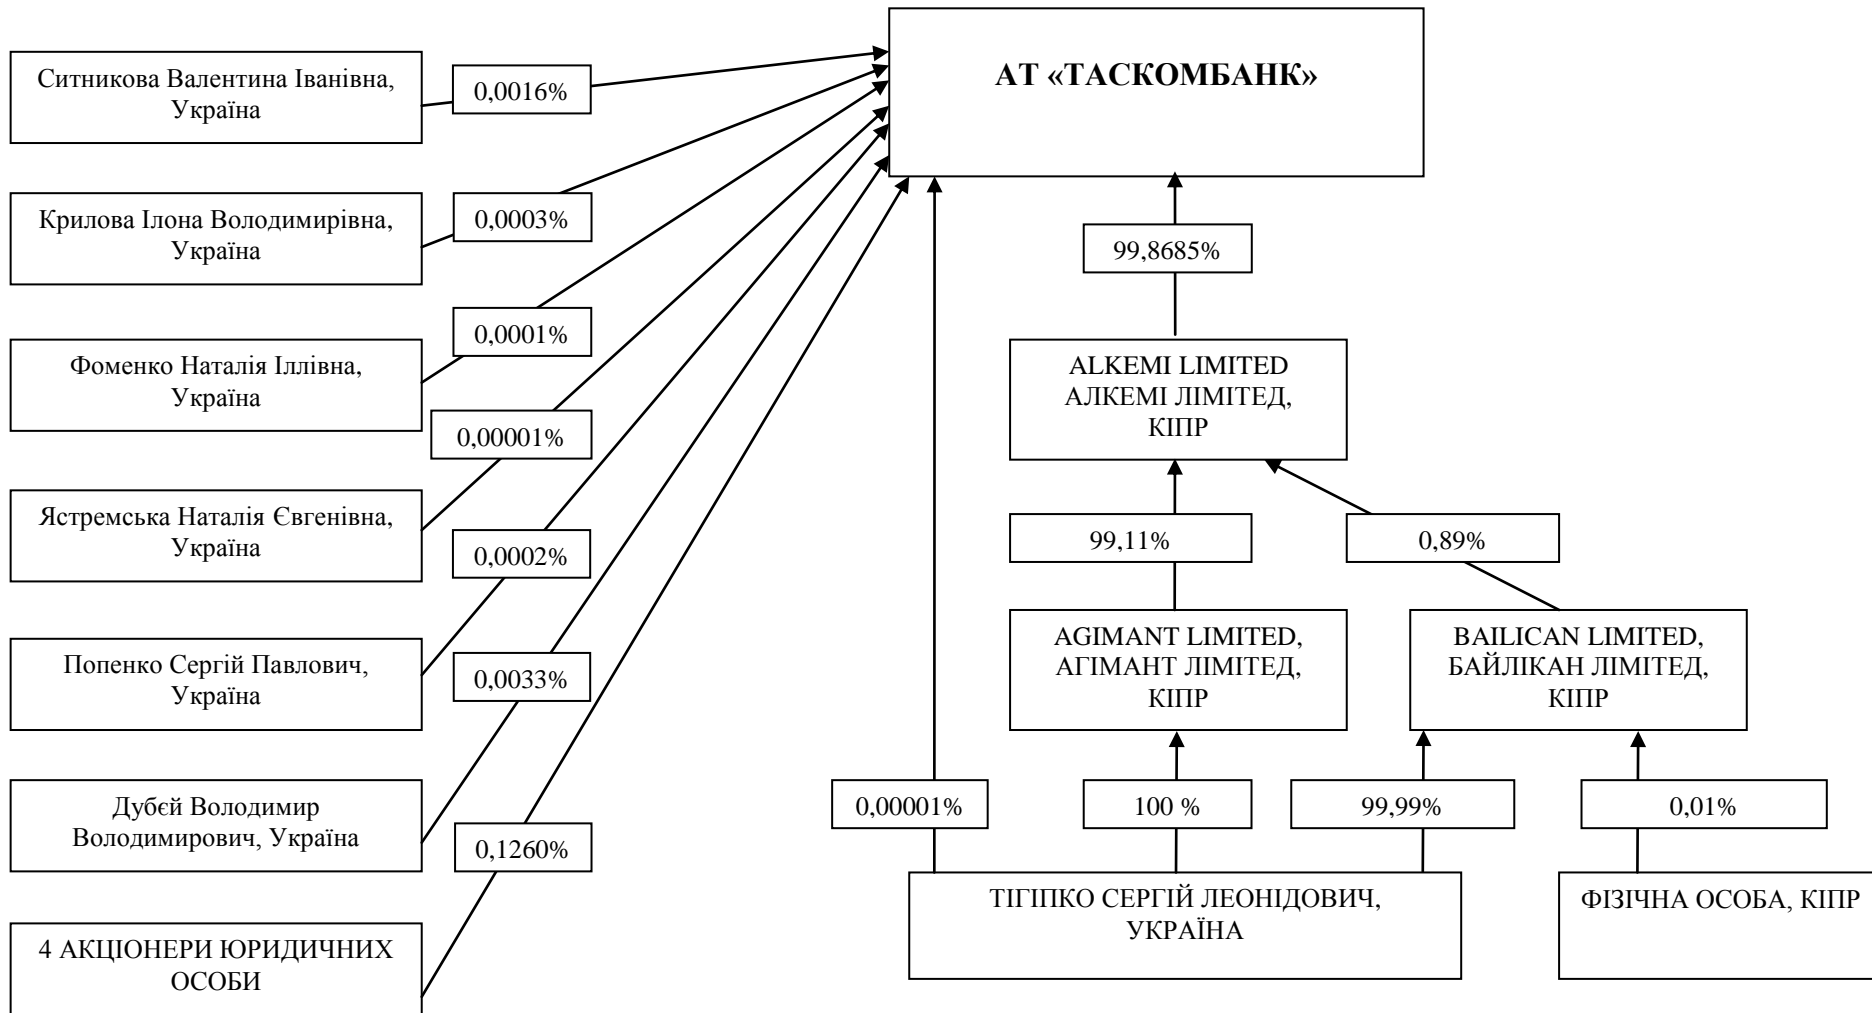 АТ «ТАСКОМБАНК»
Ситникова Валентина Іванівна,
Україна
0,0016%
Крилова Ілона Володимирівна,
Україна
0,0003%
99,8685%
Фоменко Наталія Іллівна,
Україна
0,0001%
ALKEMI LIMITED
АЛКЕМІ ЛІМІТЕД,
КІПР
0,00001%
Ястремська Наталія Євгенівна,
Україна
0,0002%
99,11%
0,89%
Попенко Сергій Павлович,
Україна
0,0033%
AGIMANT LIMITED,
АГІМАНТ ЛІМІТЕД,
КІПР
BAILICAN LIMITED,
БАЙЛІКАН ЛІМІТЕД,
КІПР
Дубєй Володимир
Володимирович, Україна
0,1260%
0,00001%
100 %
99,99%
0,01%
4 АКЦІОНЕРИ ЮРИДИЧНИХ
ОСОБИ
ТІГІПКО СЕРГІЙ ЛЕОНІДОВИЧ,
УКРАЇНА
ФІЗІЧНА ОСОБА, КІПР